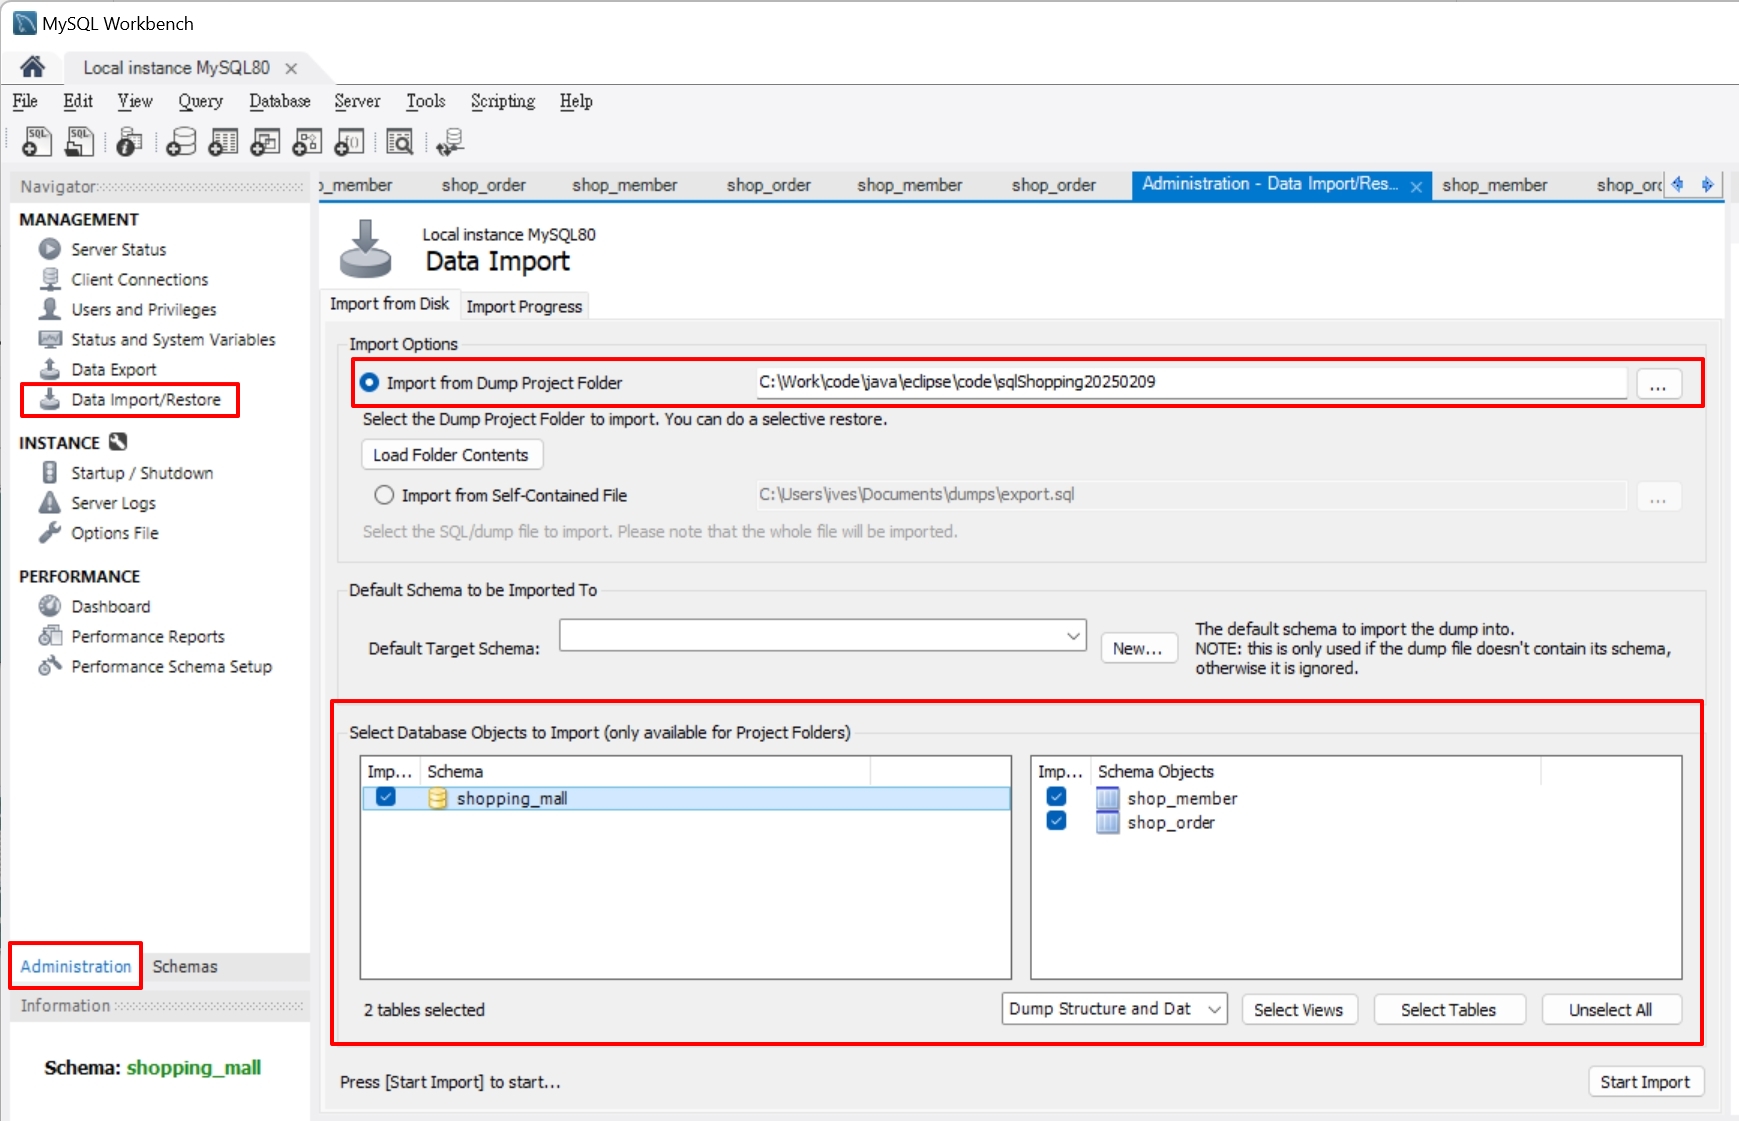 MySQL Workbench
Local instance MySQL80
File Edit View Query Database Server Tools Scripting Help
Navigator
MANAGEMENT
Server Status
Client Connections
Users and Privileges
Status and System Variables
Data Export
Data Import/Restore
INSTANCE
Startup / Shutdown
Server Logs
Options File
PERFORMANCE
Dashboard
Performance Reports
Performance Schema Setup
Administration Schemas
Information
Schema: shopping_mall
p_member shop_order shop_member shop_order shop_member shop_order Administration - Data Import/Res... shop_member shop_orc
Local instance MySQL80
Data Import
Import from Disk Import Progress
Import Options
Import from Dump Project Folder C:\Work\code\java\eclipse\code\sqlShopping20250209 ...
Select the Dump Project Folder to import. You can do a selective restore.
Load Folder Contents
Import from Self-Contained File C:\Users\ives\Documents\dumps\export.sql ...
Select the SQL/dump file to import. Please note that the whole file will be imported.
Default Schema to be Imported To
Default Target Schema: New...
The default schema to import the dump into.
NOTE: this is only used if the dump file doesn't contain its schema,
otherwise it is ignored.
Select Database Objects to Import (only available for Project Folders)
Imp... Schema
shopping_mall
Imp... Schema Objects
shop_member
shop_order
2 tables selected Dump Structure and Dat Select Views Select Tables Unselect All
Press [Start Import] to start... Start Import